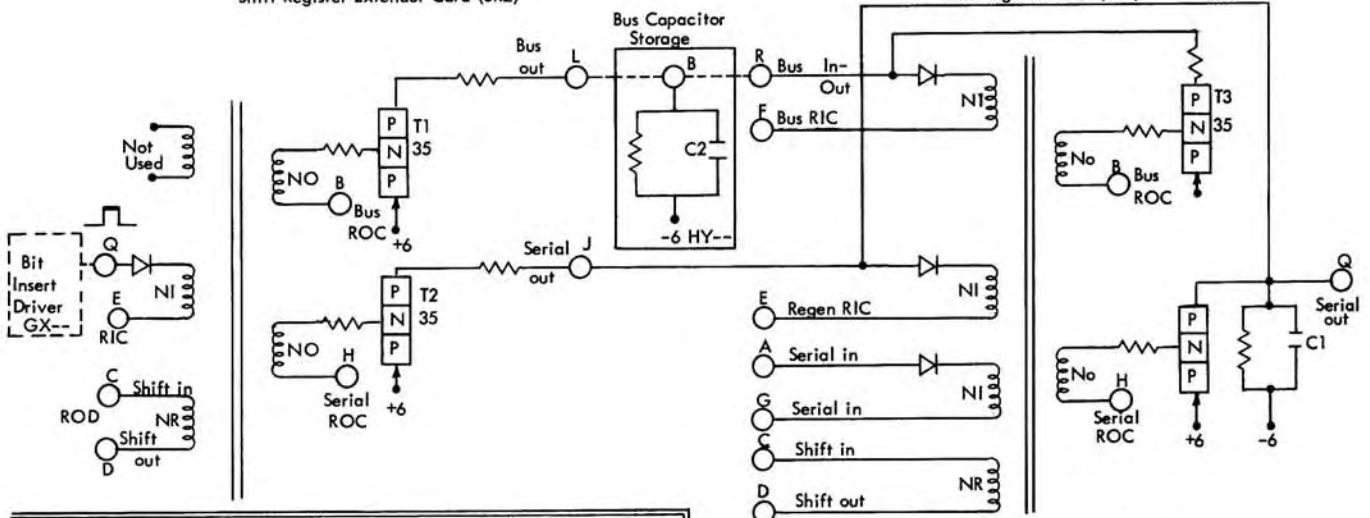 Shift Register Extender Card (SRE)
Bus Capacitor
Storage
Bus
out
L
B
R
Bus
In-
Out
NI
F
Bus RIC
C2
-6 HY--
P
N
P
T1
35
NO
B
Bus
ROC
+6
P
N
P
T3
35
No
B
Bus
ROC
Not
Used
Bit
Insert
Driver
GX--
Q
NI
E
RIC
C
Shift in
ROD
NR
Shift
out
D
Serial
out
J
P
N
P
T2
35
NO
H
Serial
ROC
+6
NI
E
Regen RIC
A
Serial in
NI
G
Serial in
Shift in
NR
D
Shift out
P
N
P
No
H
Serial
ROC
+6
C1
-6
Q
Serial
out